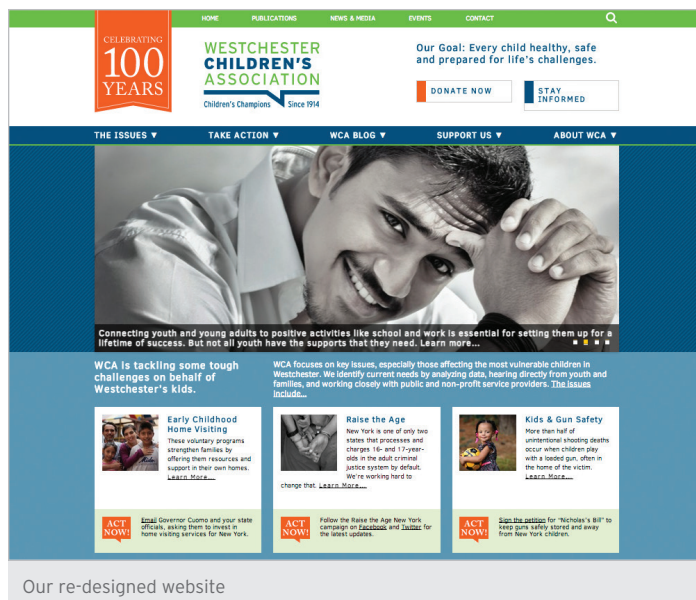 HOME PUBLICATIONS NEWS & MEDIA EVENTS CONTACT
CELEBRATING
100
YEARS
WESTCHESTER
CHILDREN'S
ASSOCIATION
Children's Champions Since 1914
Our Goal: Every child healthy, safe
and prepared for life's challenges.
DONATE NOW
STAY
INFORMED
THE ISSUES ▼ TAKE ACTION ▼ WCA BLOG ▼ SUPPORT US ▼ ABOUT WCA ▼
Connecting youth and young adults to positive activities like school and work is essential for setting them up for a
lifetime of success. But not all youth have the supports that they need. Learn more...
WCA is tackling some tough
challenges on behalf of
Westchester's kids.
WCA focuses on key issues, especially those affecting the most vulnerable children in
Westchester. We identify current needs by analyzing data, hearing directly from youth and
families, and working closely with public and non-profit service providers. The issues
include...
Early Childhood
Home Visiting
These voluntary programs
strengthen families by
offering them resources and
support in their own homes.
Learn More...
ACT
NOW!
Email Governor Cuomo and your state
officials, asking them to invest in
home visiting services for New York.
Raise the Age
New York is one of only two
states that processes and
charges 16- and 17-year-
olds in the adult criminal
justice system by default.
We're working hard to
change that. Learn More...
ACT
NOW!
Follow the Raise the Age New York
campaign on Facebook and Twitter for
the latest updates.
Kids & Gun Safety
More than half of
unintentional shooting deaths
occur when children play
with a loaded gun, often in
the home of the victim.
Learn More...
ACT
NOW!
Sign the petition for "Nicholas's Bill" to
keep guns safely stored and away
from New York children.
Our re-designed website